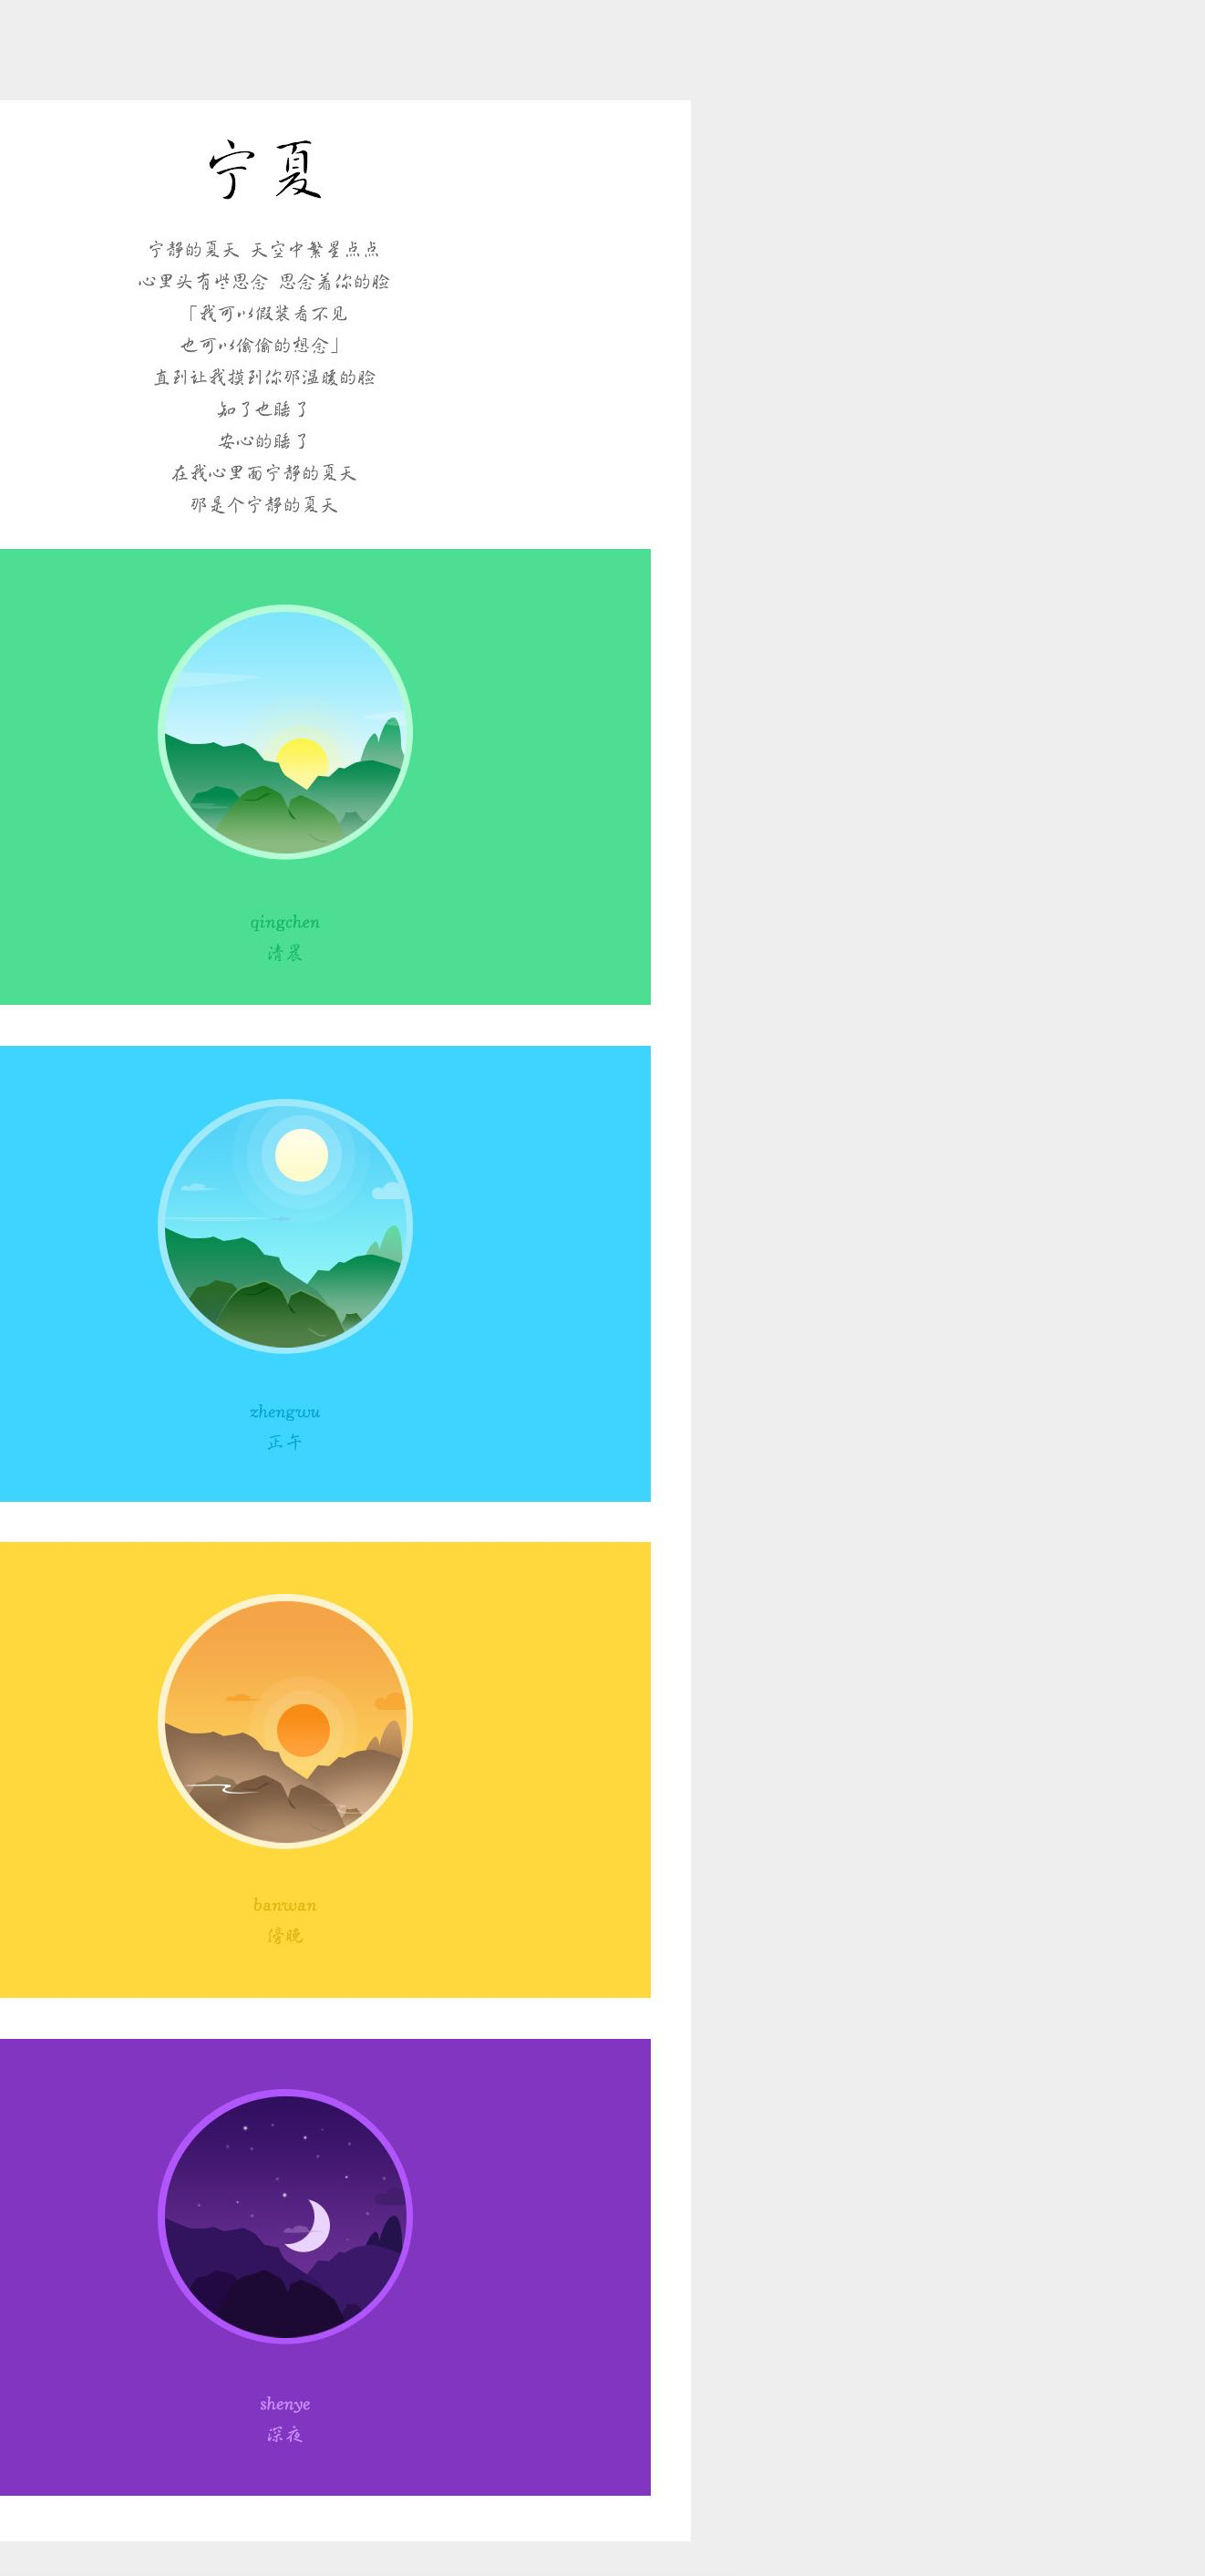 宁夏
宁静的夏天 天空中繁星点点
心里头有些思念 思念着你的脸
「我可以假装看不见
也可以偷偷的想念」
直到让我摸到你那温暖的脸
知了也睡了
安心的睡了
在我心里面宁静的夏天
那是个宁静的夏天
qingchen
清晨
zhengwu
正午
banwan
傍晚
shenye
深夜